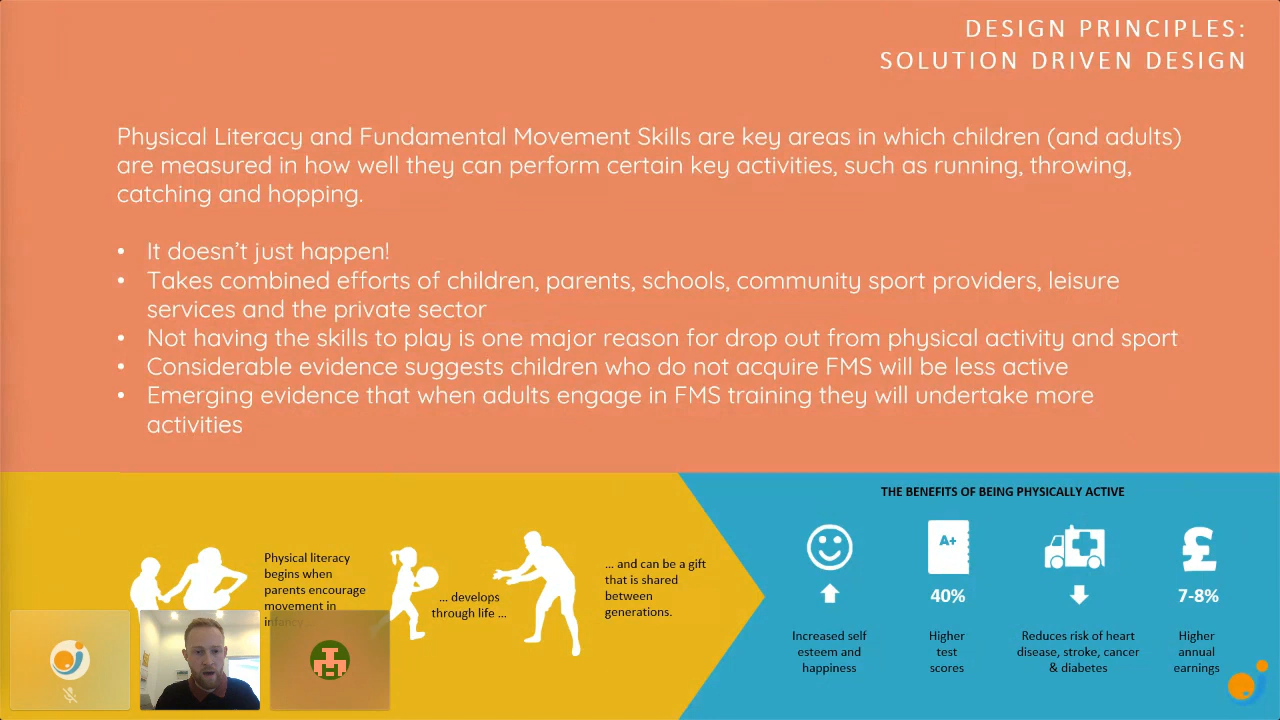 DESIGN PRINCIPLES:
SOLUTION DRIVEN DESIGN
Physical Literacy and Fundamental Movement Skills are key areas in which children (and adults)
are measured in how well they can perform certain key activities, such as running, throwing,
catching and hopping.
• It doesn't just happen!
• Takes combined efforts of children, parents, schools, community sport providers, leisure
services and the private sector
• Not having the skills to play is one major reason for drop out from physical activity and sport
• Considerable evidence suggests children who do not acquire FMS will be less active
• Emerging evidence that when adults engage in FMS training they will undertake more
activities
Physical literacy
begins when
parents encourage
movement in
infancy...
... develops
through life ...
... and can be a gift
that is shared
between
generations.
THE BENEFITS OF BEING PHYSICALLY ACTIVE
A+
£
40%
7-8%
Increased self
esteem and
happiness
Higher
test
scores
Reduces risk of heart
disease, stroke, cancer
& diabetes
Higher
annual
earnings